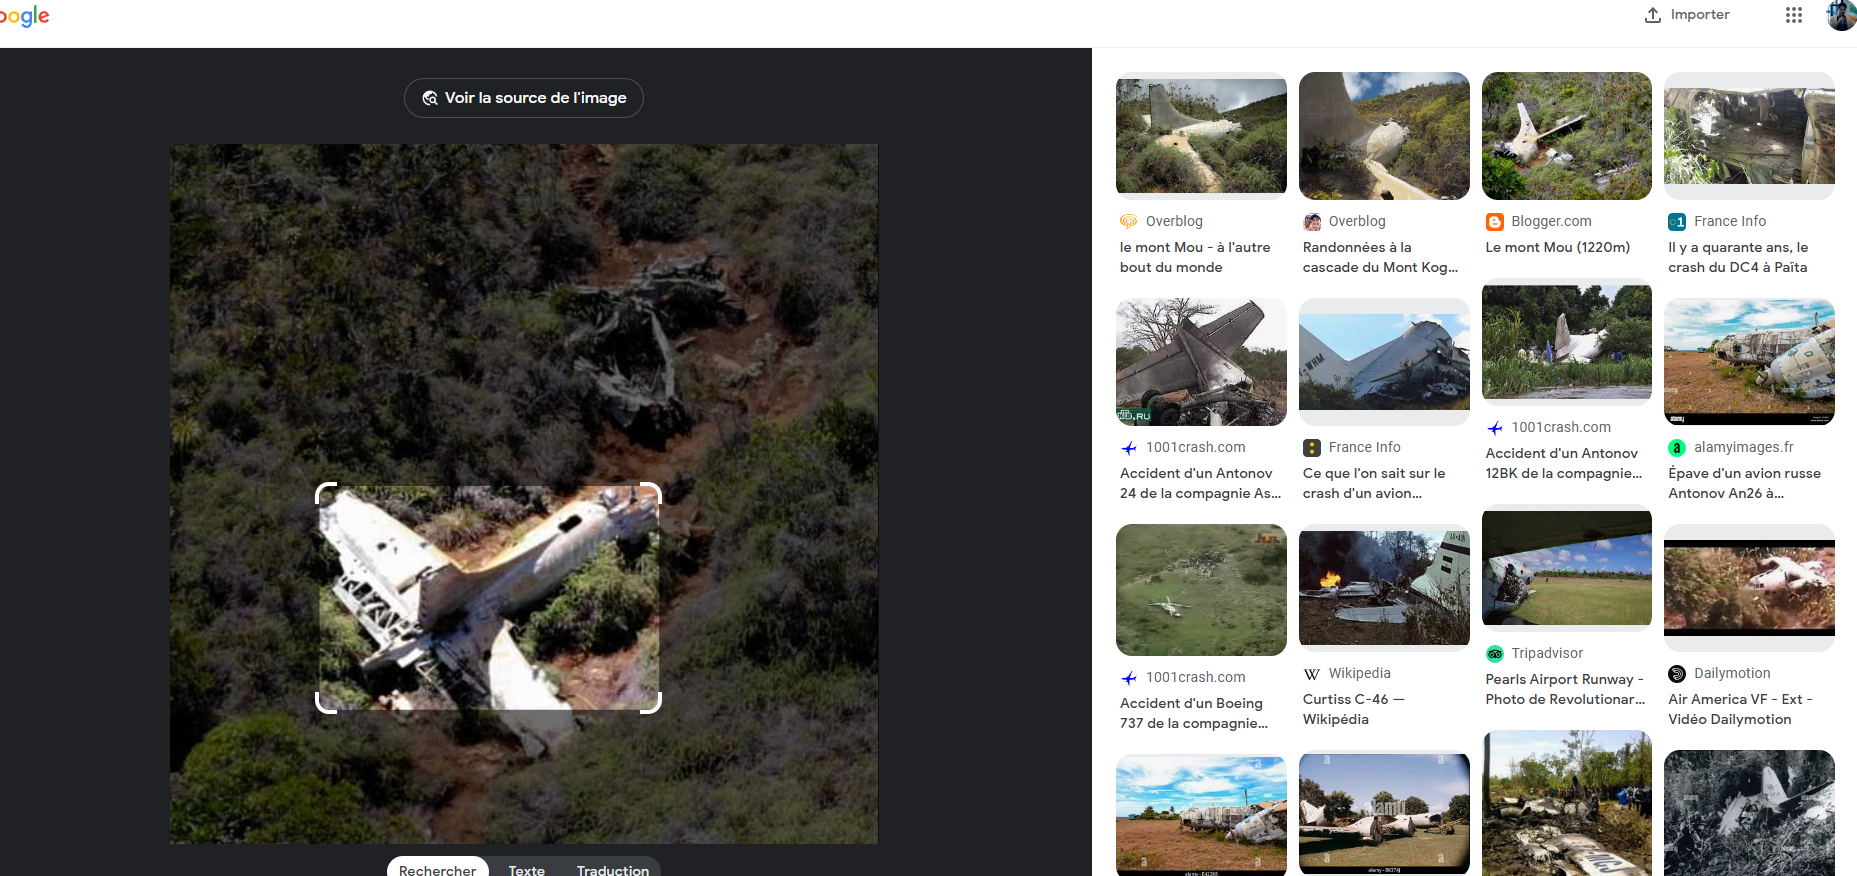 oogle
Importer
Voir la source de l'image
Rechercher
Texte
Traduction
Overblog
le mont Mou - à l'autre
bout du monde
Overblog
Randonnées à la
cascade du Mont Kog...
Blogger.com
Le mont Mou (1220m)
France Info
Il y a quarante ans, le
crash du DC4 à Païta
1001crash.com
Accident d'un Antonov
24 de la compagnie As...
France Info
Ce que l'on sait sur le
crash d'un avion...
1001crash.com
Accident d'un Antonov
12BK de la compagnie...
alamyimages.fr
Épave d'un avion russe
Antonov An26 à...
1001crash.com
Accident d'un Boeing
737 de la compagnie...
Wikipedia
Curtiss C-46 —
Wikipédia
Tripadvisor
Pearls Airport Runway -
Photo de Revolutionar...
Dailymotion
Air America VF - Ext -
Vidéo Dailymotion